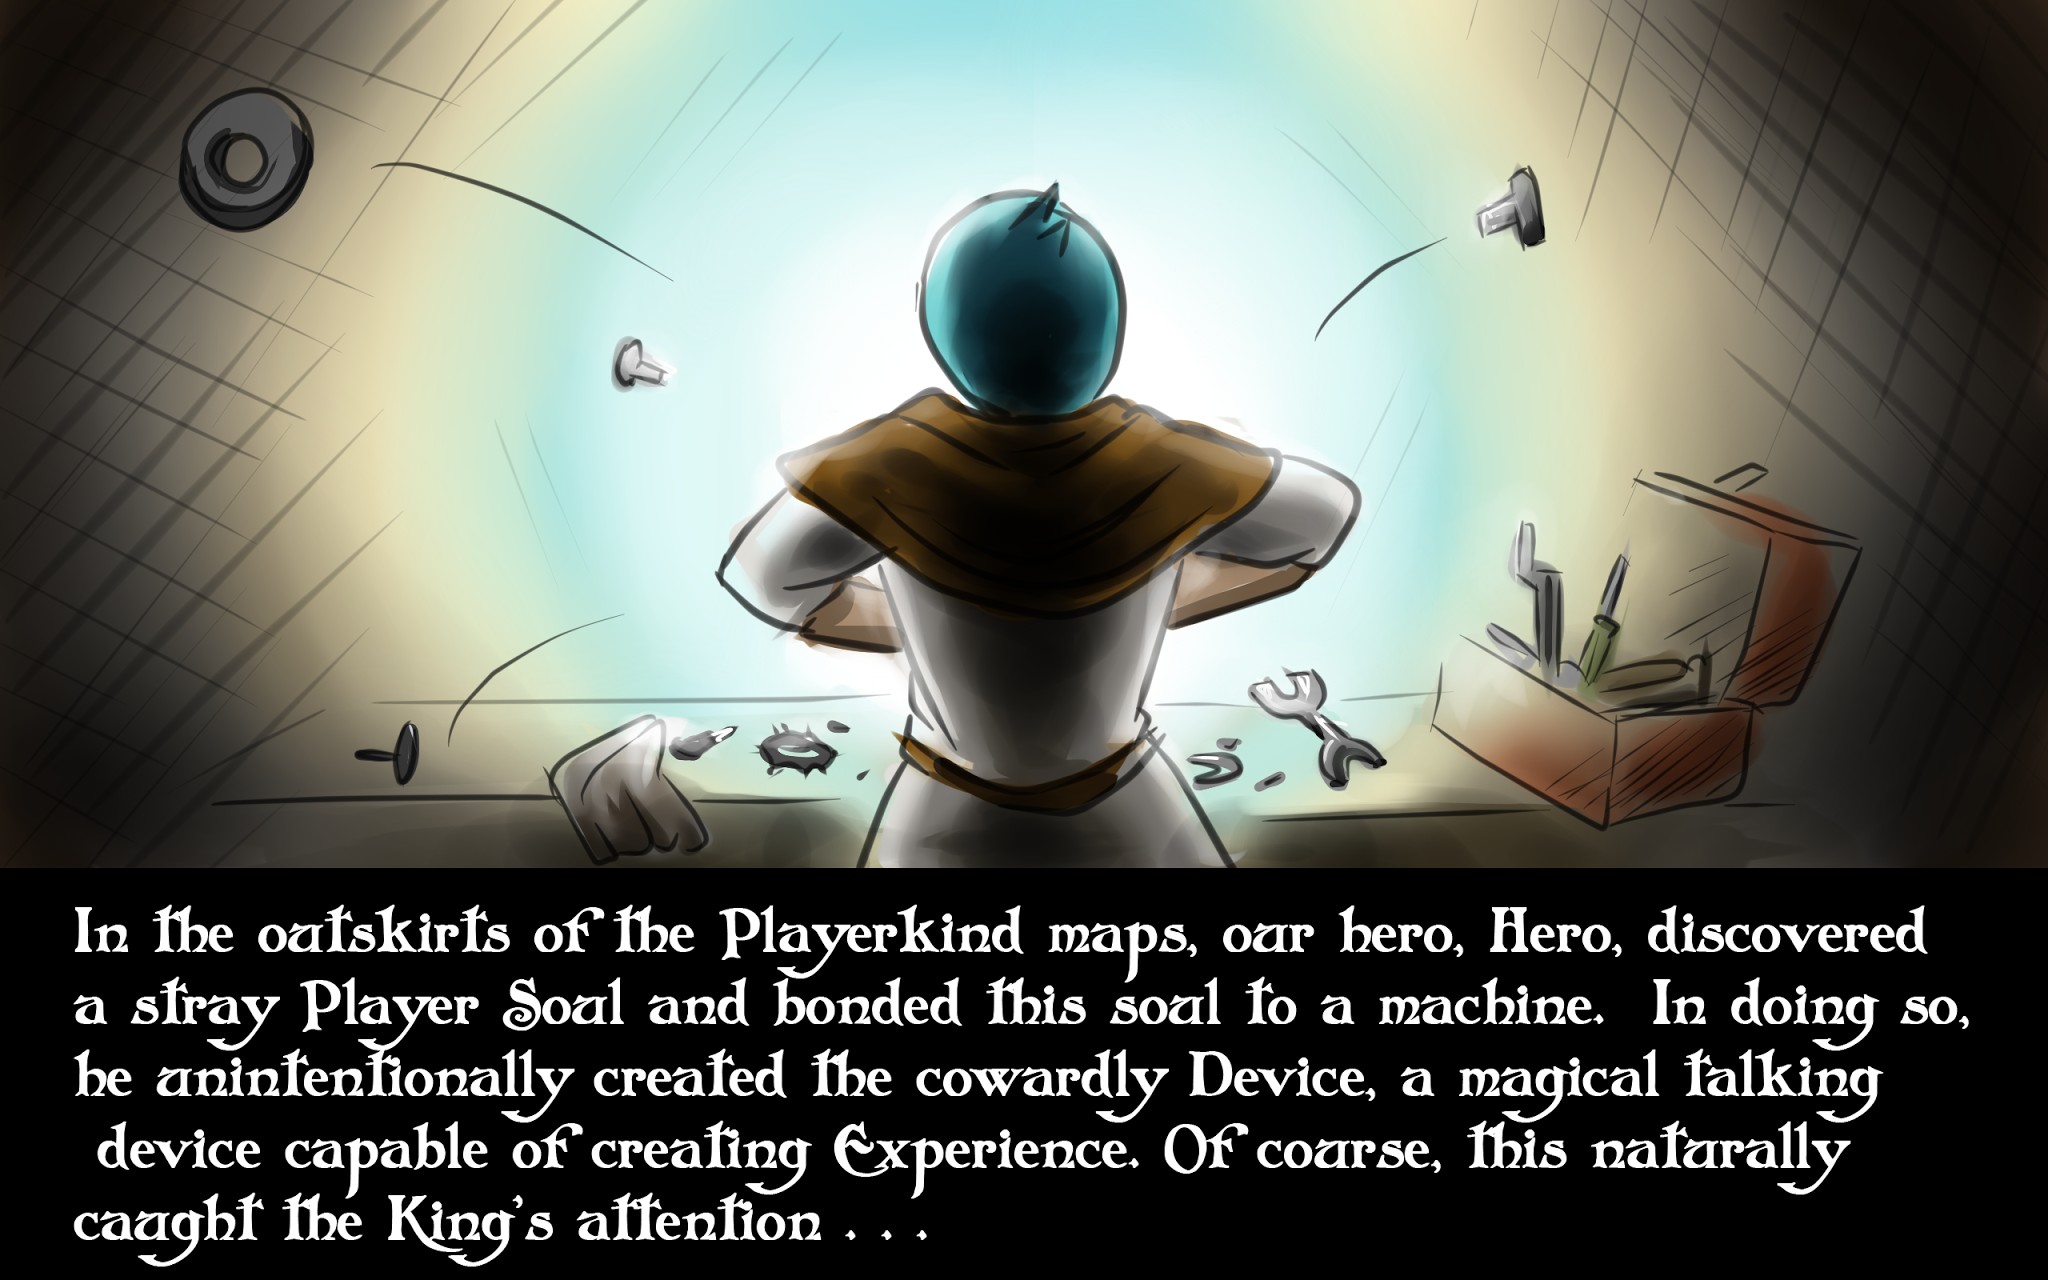 In the outskirts of the Playerkind maps, our hero, Hero, discovered
a stray Player Soul and bonded this soul to a machine.  In doing so,
he unintentionally created the cowardly Device, a magical talking
device capable of creating Experience. Of course, this naturally
caught the King's attention . . .